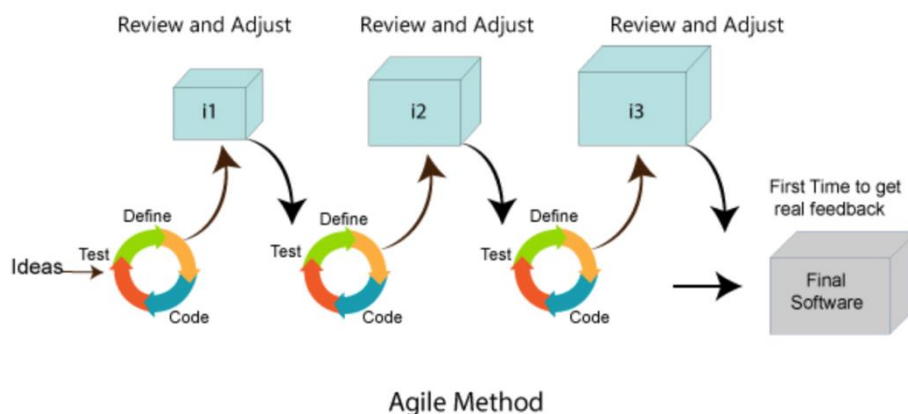 Review and Adjust
Review and Adjust
Review and Adjust
i1
i2
i3
First Time to get
real feedback
Define
Define
Define
Test
Test
Test
Ideas
Final
Software
Code
Code
Code
Agile Method